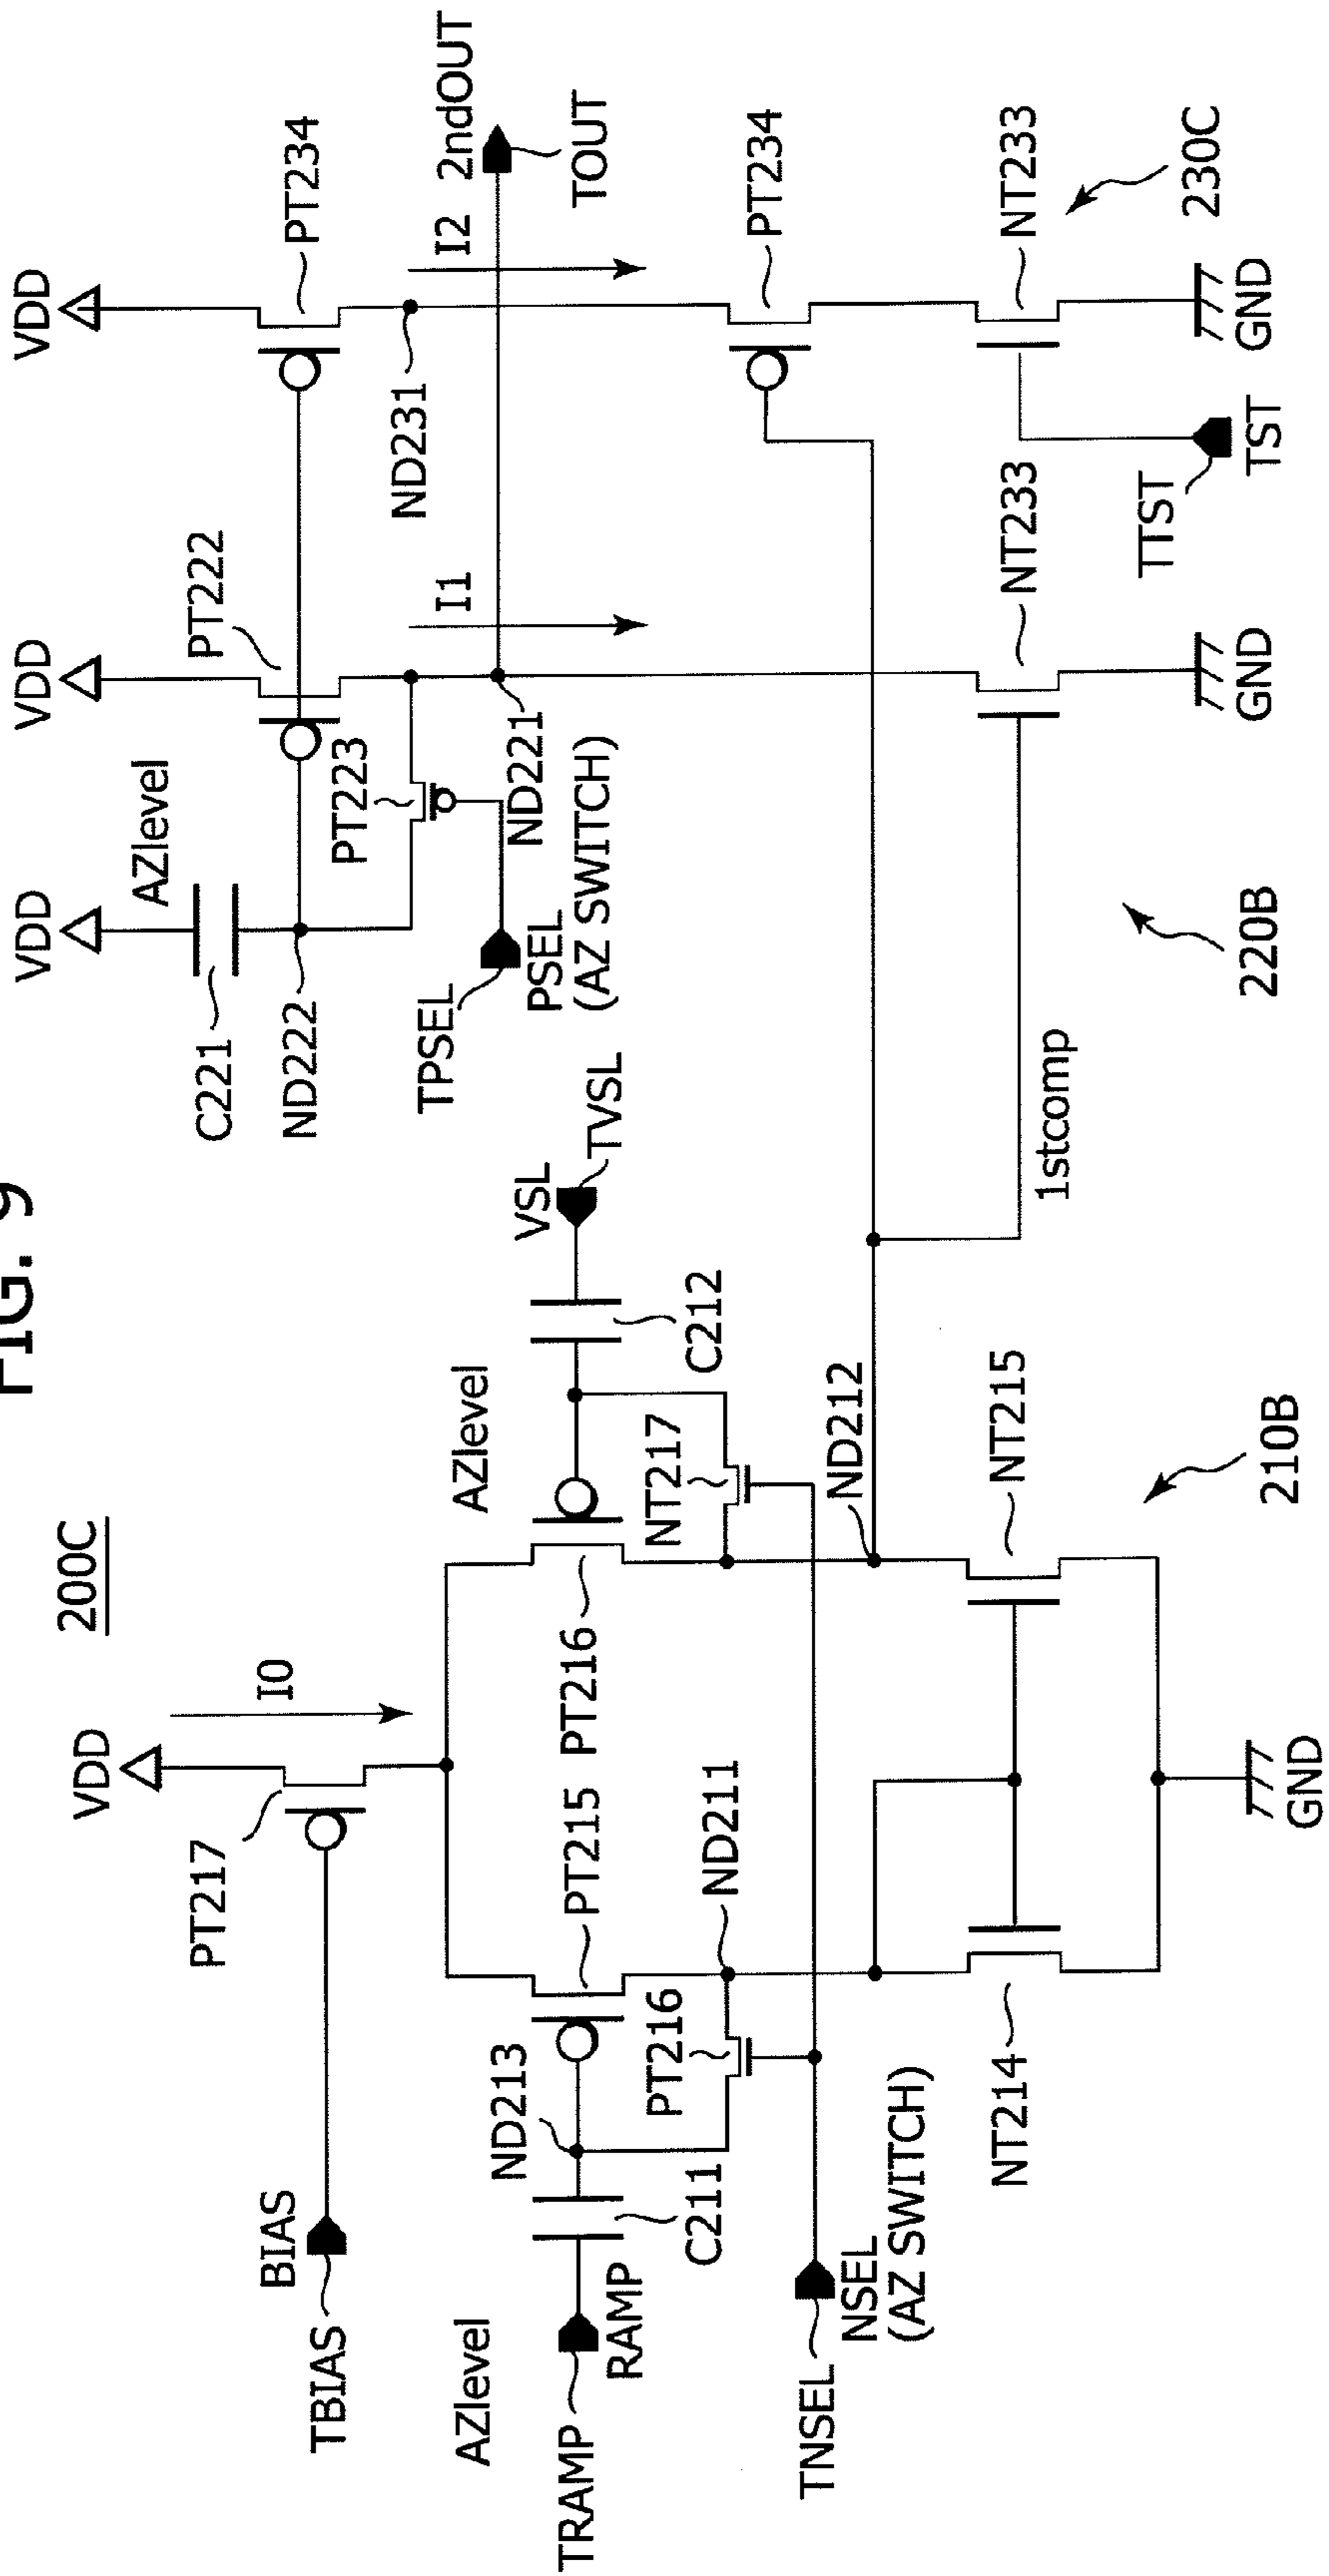 FIG. 9
200C
VDD
I0
PT217
BIAS
TBIAS
AZlevel
TRAMP
RAMP
C211
ND213
PT215
PT216
PT216
ND211
AZlevel
VSL
TVSL
C212
NT217
ND212
TNSEL
NSEL
(AZ SWITCH)
NT214
NT215
GND
210B
VDD
AZlevel
C221
ND222
VDD
PT222
PT223
TPSEL
PSEL
(AZ SWITCH)
ND221
I1
VDD
PT234
ND231
I2
2ndOUT
TOUT
PT234
1stcomp
NT233
NT233
TTST
TST
GND
GND
220B
230C